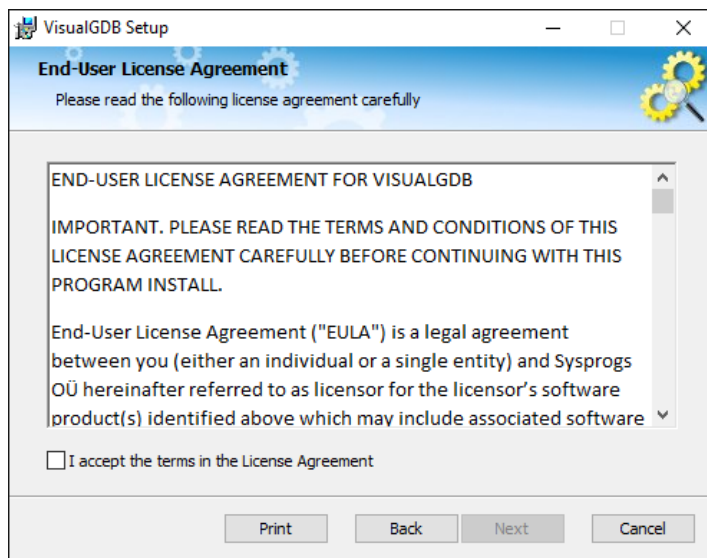 VisualGDB Setup
End-User License Agreement
Please read the following license agreement carefully
END-USER LICENSE AGREEMENT FOR VISUALGDB
IMPORTANT. PLEASE READ THE TERMS AND CONDITIONS OF THIS
LICENSE AGREEMENT CAREFULLY BEFORE CONTINUING WITH THIS
PROGRAM INSTALL.
End-User License Agreement ("EULA") is a legal agreement
between you (either an individual or a single entity) and Sysprogs
OÜ hereinafter referred to as licensor for the licensor’s software
product(s) identified above which may include associated software
I accept the terms in the License Agreement
Print Back Next Cancel